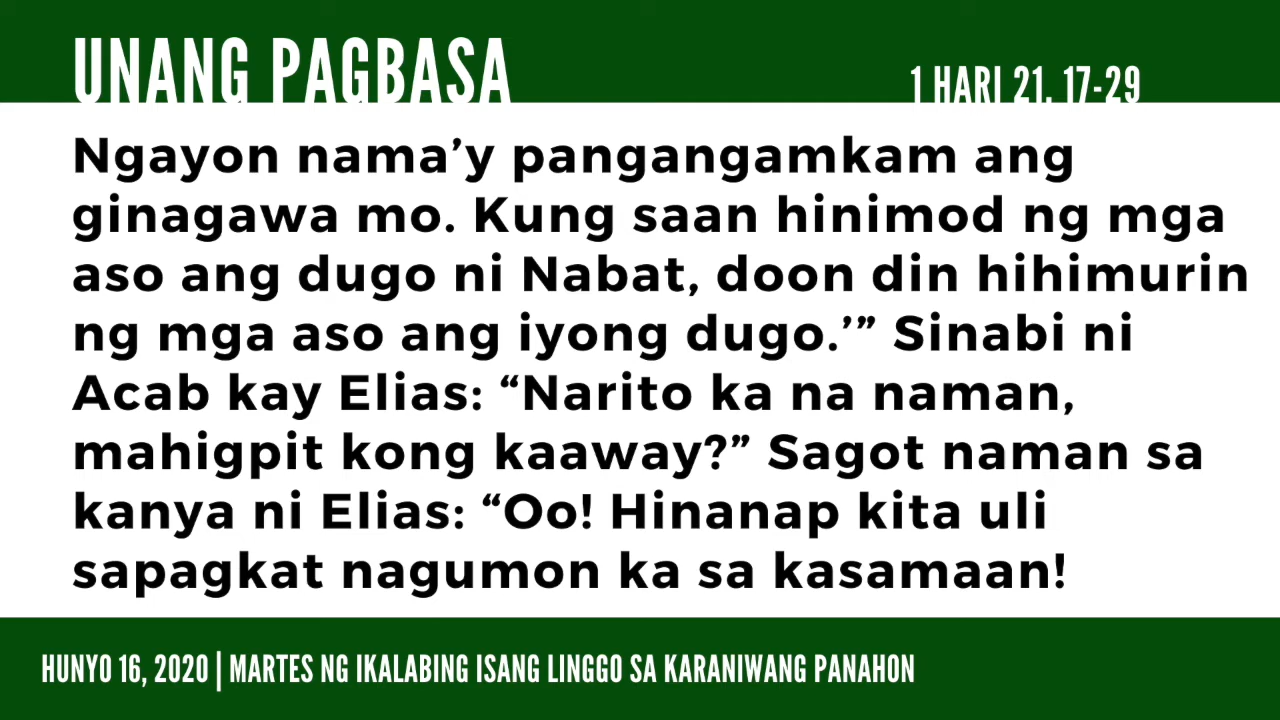 UNANG PAGBASA
1 HARI 21, 17-29
Ngayon nama’y pangangamkam ang
ginagawa mo. Kung saan hinimod ng mga
aso ang dugo ni Nabat, doon din hihimurin
ng mga aso ang iyong dugo.’” Sinabi ni
Acab kay Elias: “Narito ka na naman,
mahigpit kong kaaway?” Sagot naman sa
kanya ni Elias: “Oo! Hinanap kita uli
sapagkat nagumon ka sa kasamaan!
HUNYO 16, 2020 | MARTES NG IKALABING ISANG LINGGO SA KARANIWANG PANAHON